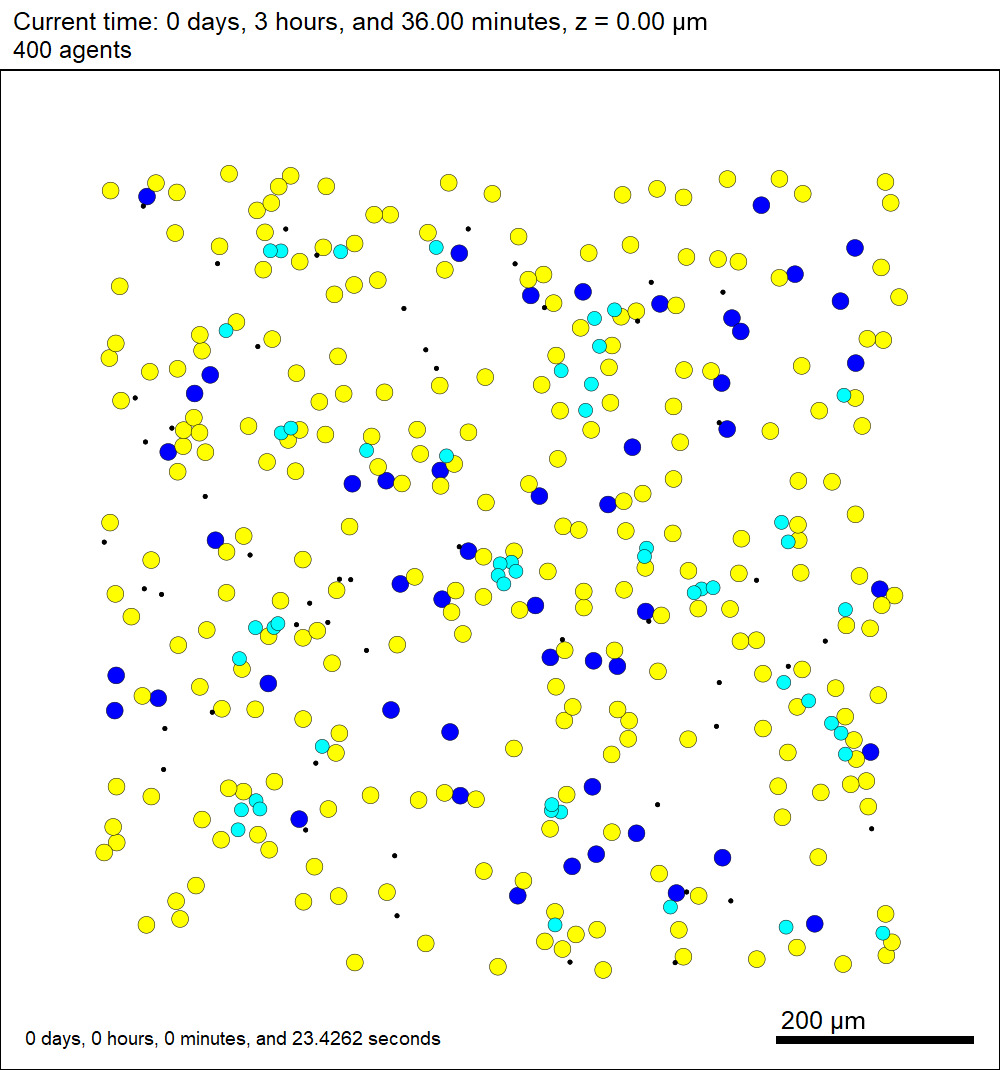 Current time: 0 days, 3 hours, and 36.00 minutes, z = 0.00 µm
400 agents
200 µm
0 days, 0 hours, 0 minutes, and 23.4262 seconds